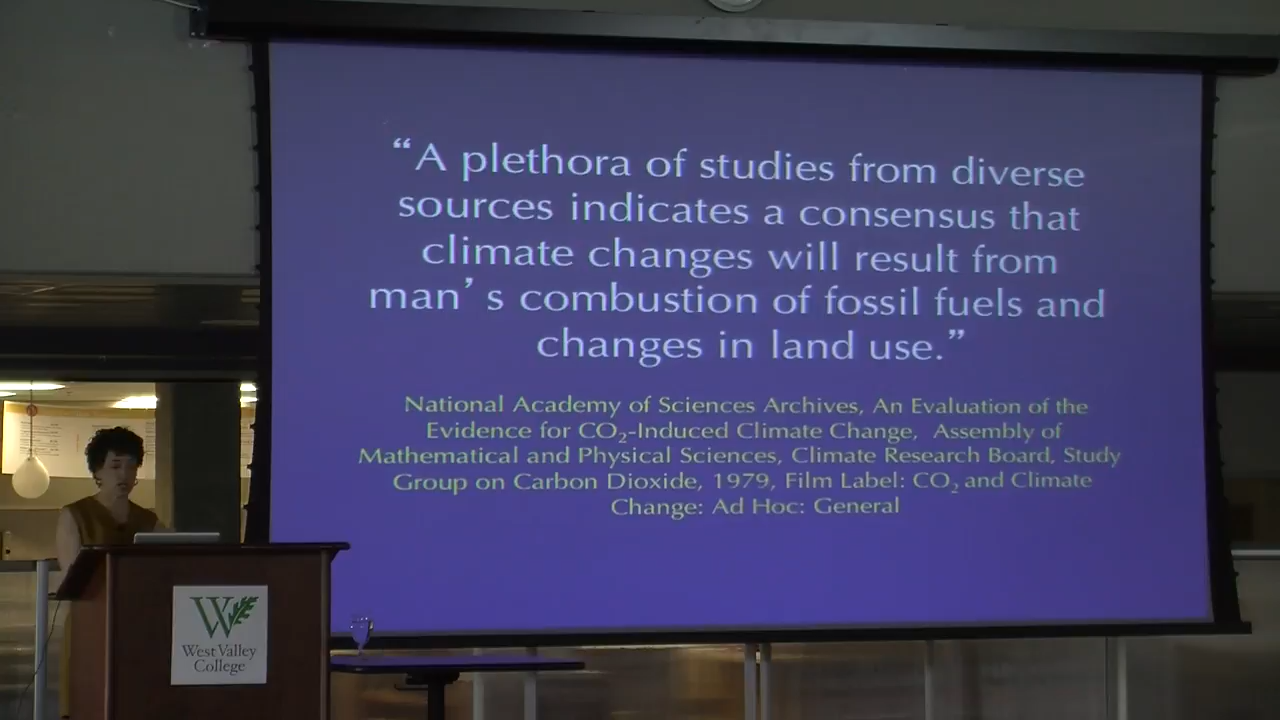 “A plethora of studies from diverse
sources indicates a consensus that
climate changes will result from
man’s combustion of fossil fuels and
changes in land use.”
National Academy of Sciences Archives, An Evaluation of the
Evidence for CO₂-Induced Climate Change, Assembly of
Mathematical and Physical Sciences, Climate Research Board, Study
Group on Carbon Dioxide, 1979, Film Label: CO₂ and Climate
Change: Ad Hoc: General
W
West Valley
College